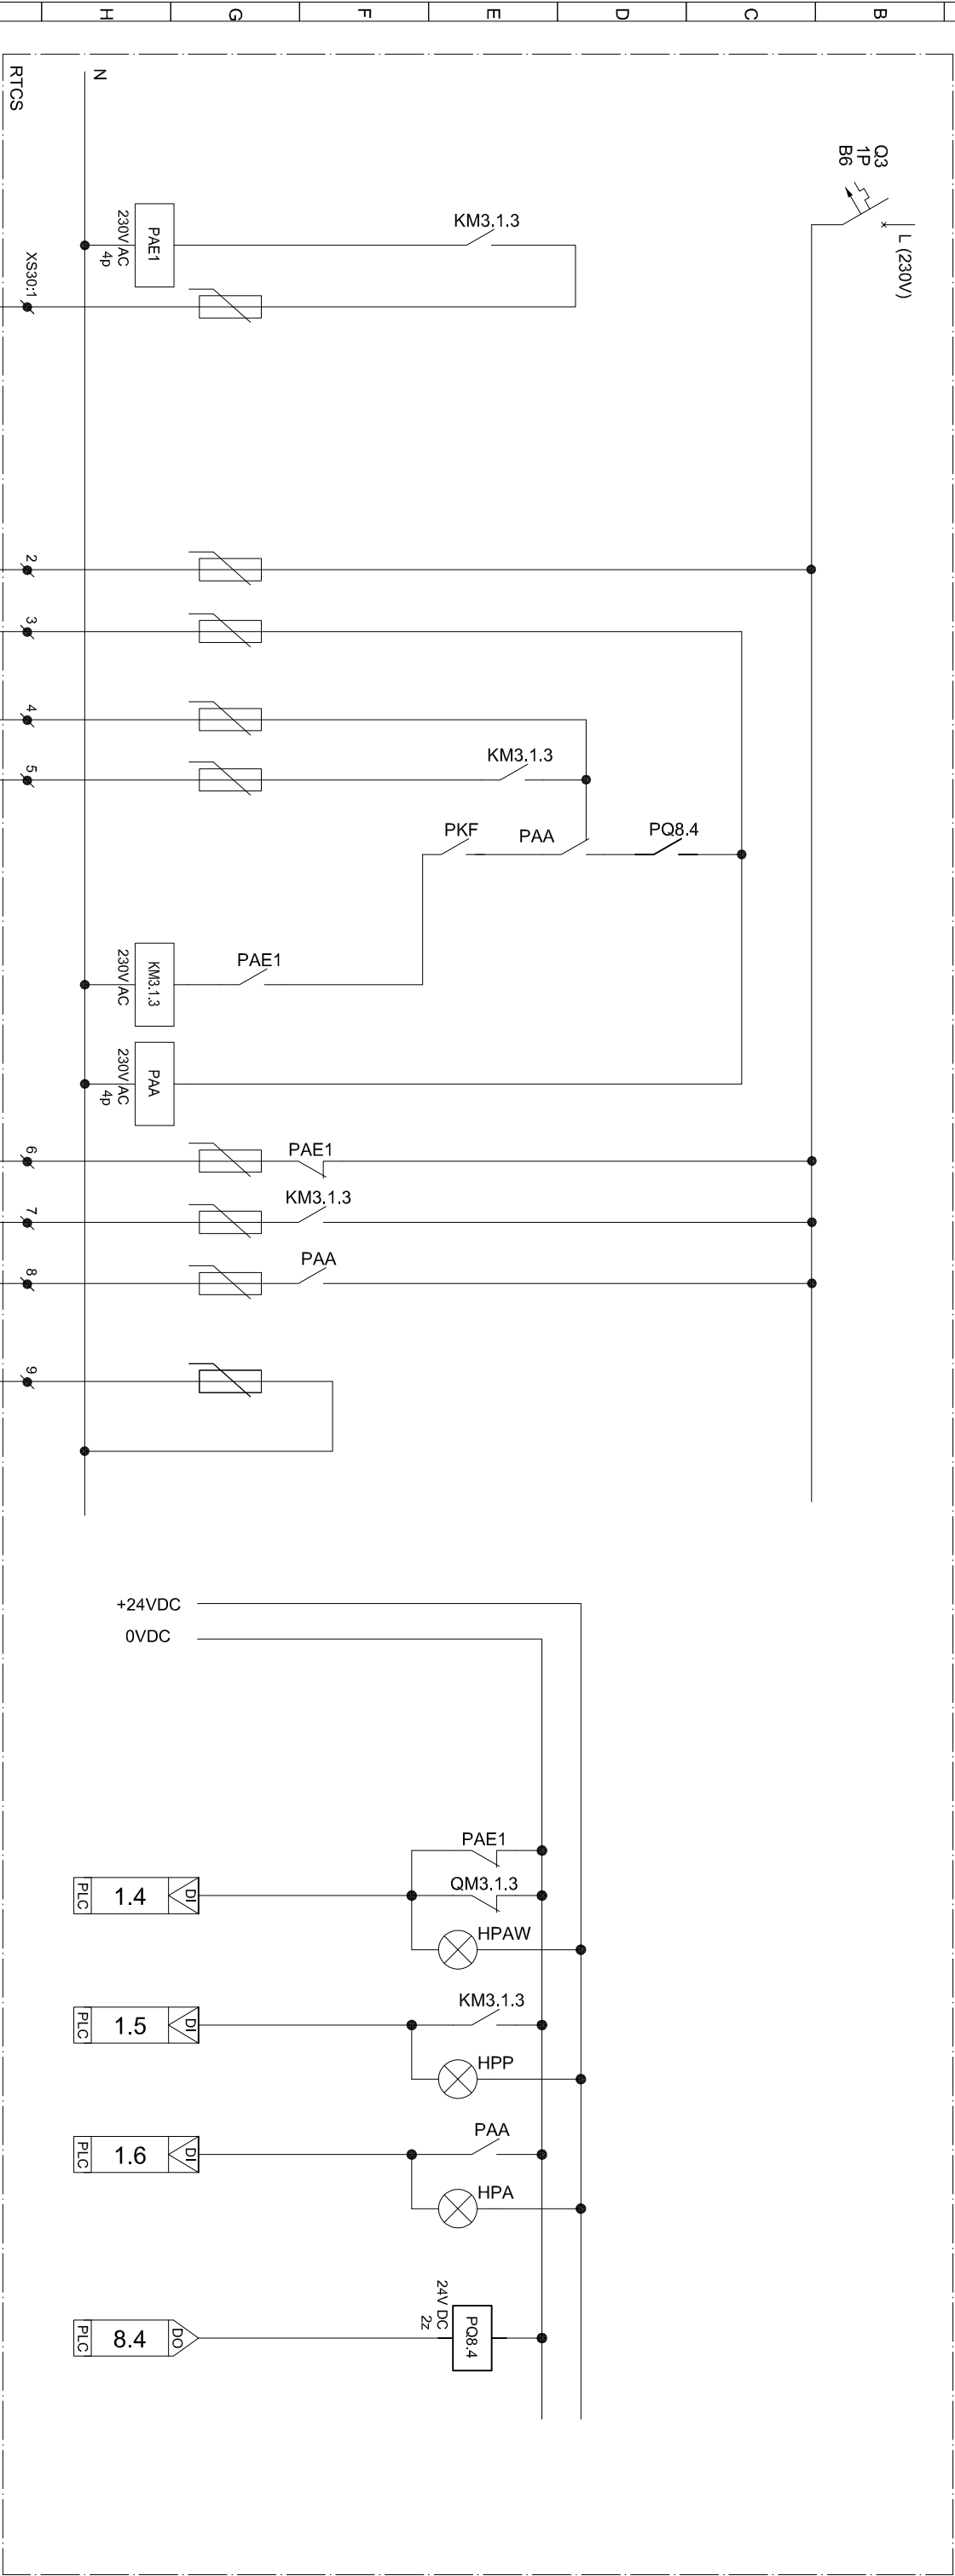 H G F E D C B
RTCS
N
Q3
1P
B6
L (230V)
KM3.1.3
PAE1
230V AC
4p
XS30:1
2
3
4
5
KM3.1.3
PKF
PAA
PQ8.4
PAE1
KM3.1.3
230V AC
PAA
230V AC
4p
6
PAE1
7
KM3.1.3
8
PAA
9
+24VDC
0VDC
PAE1
QM3.1.3
HPAW
PLC 1.4 DI
KM3.1.3
HPP
PLC 1.5 DI
PAA
HPA
PLC 1.6 DI
24V DC
2z
PQ8.4
PLC 8.4 DO